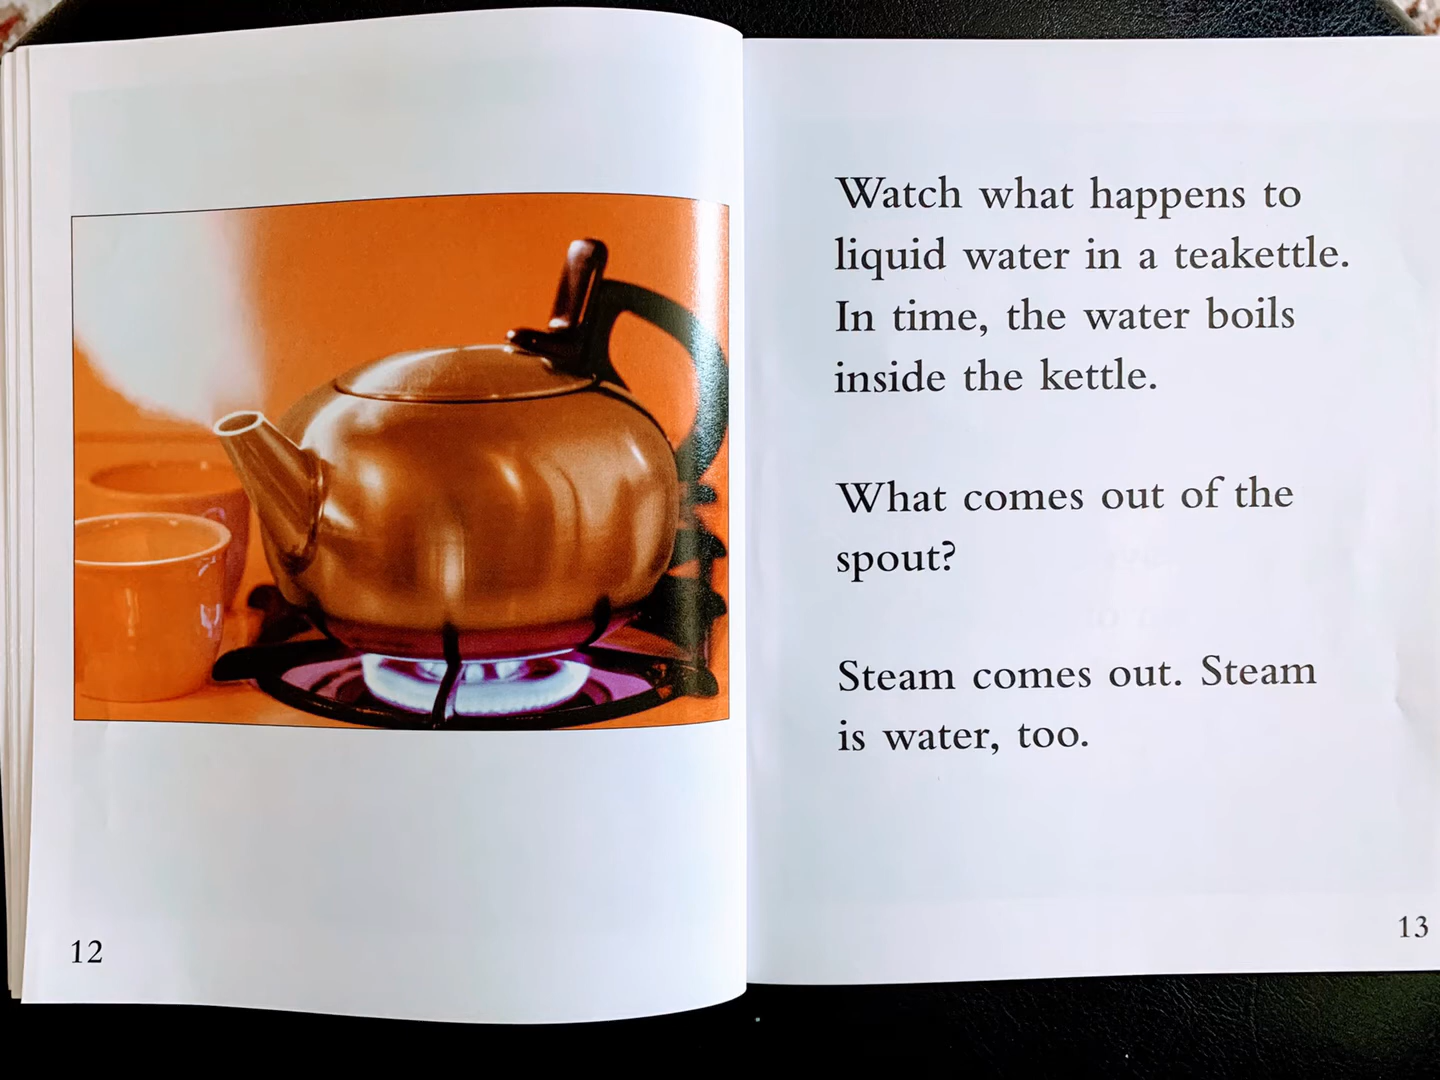 12
Watch what happens to
liquid water in a teakettle.
In time, the water boils
inside the kettle.
What comes out of the
spout?
Steam comes out. Steam
is water, too.
13